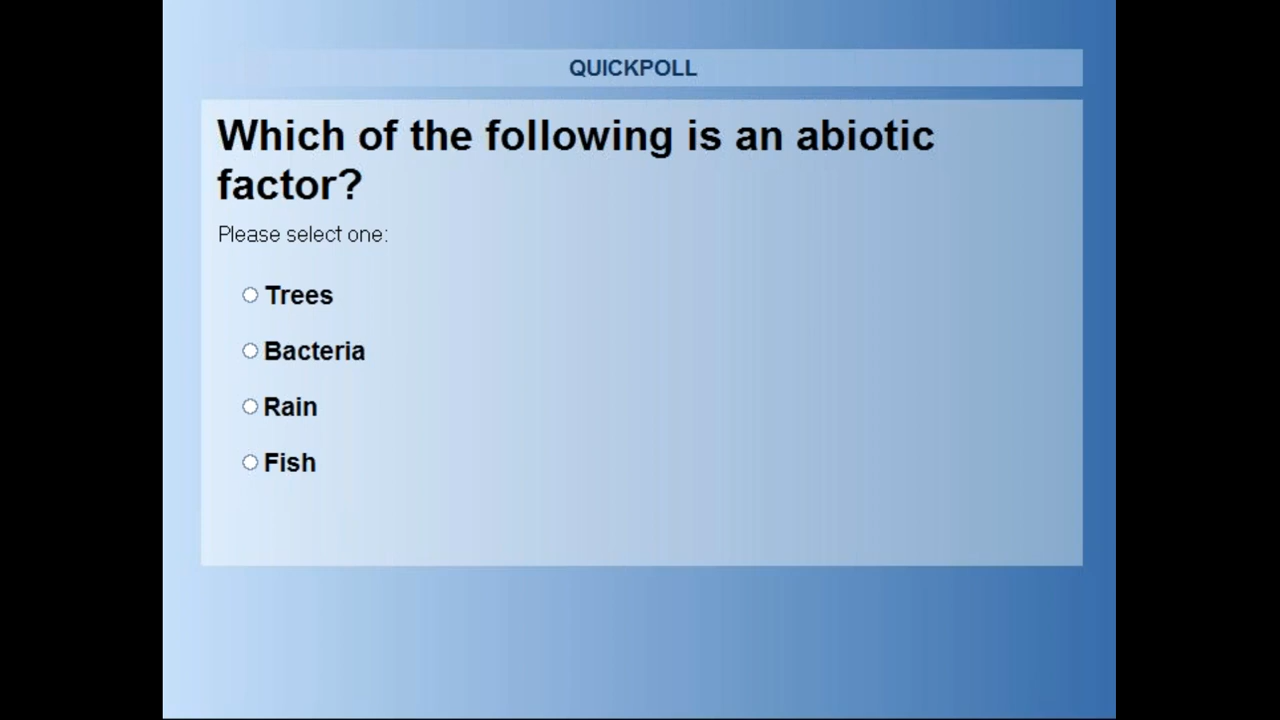 QUICKPOLL
Which of the following is an abiotic
factor?
Please select one:
Trees
Bacteria
Rain
Fish